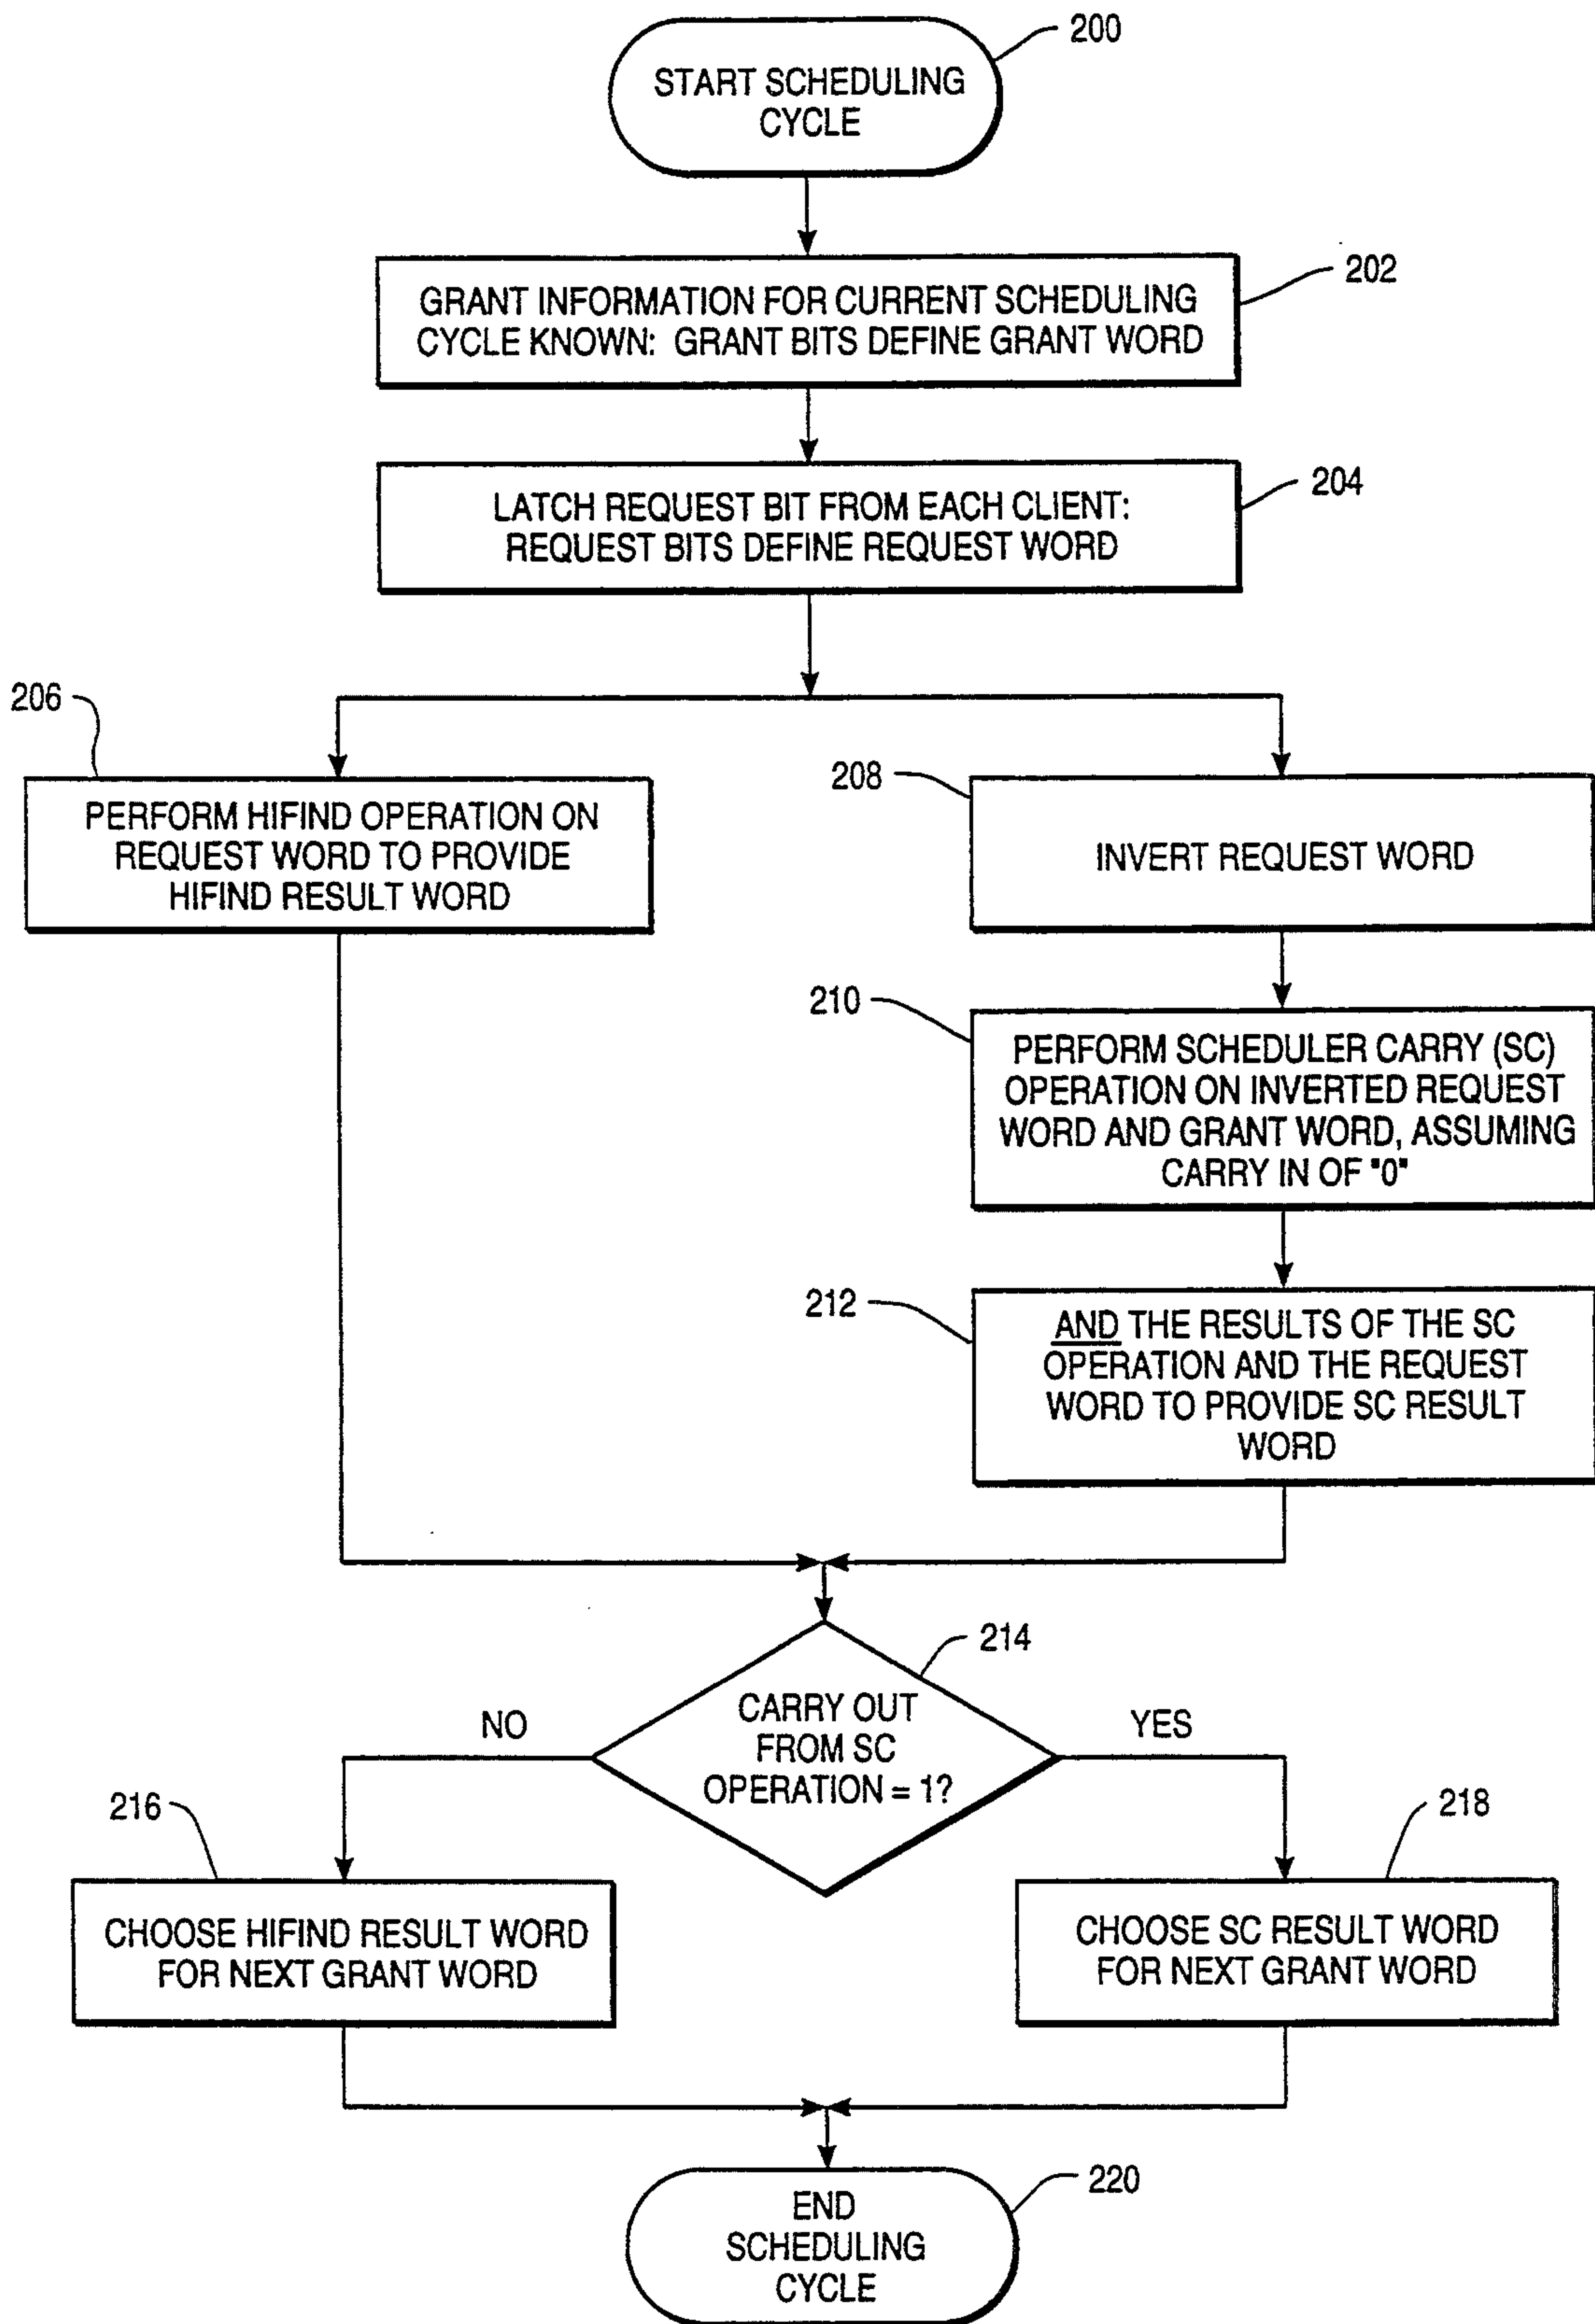 200
START SCHEDULING
CYCLE
202
GRANT INFORMATION FOR CURRENT SCHEDULING
CYCLE KNOWN: GRANT BITS DEFINE GRANT WORD
204
LATCH REQUEST BIT FROM EACH CLIENT:
REQUEST BITS DEFINE REQUEST WORD
206
PERFORM HIFIND OPERATION ON
REQUEST WORD TO PROVIDE
HIFIND RESULT WORD
208
INVERT REQUEST WORD
210
PERFORM SCHEDULER CARRY (SC)
OPERATION ON INVERTED REQUEST
WORD AND GRANT WORD, ASSUMING
CARRY IN OF "0"
212
AND THE RESULTS OF THE SC
OPERATION AND THE REQUEST
WORD TO PROVIDE SC RESULT
WORD
214
CARRY OUT
FROM SC
OPERATION = 1?
NO
YES
216
CHOOSE HIFIND RESULT WORD
FOR NEXT GRANT WORD
218
CHOOSE SC RESULT WORD
FOR NEXT GRANT WORD
220
END
SCHEDULING
CYCLE